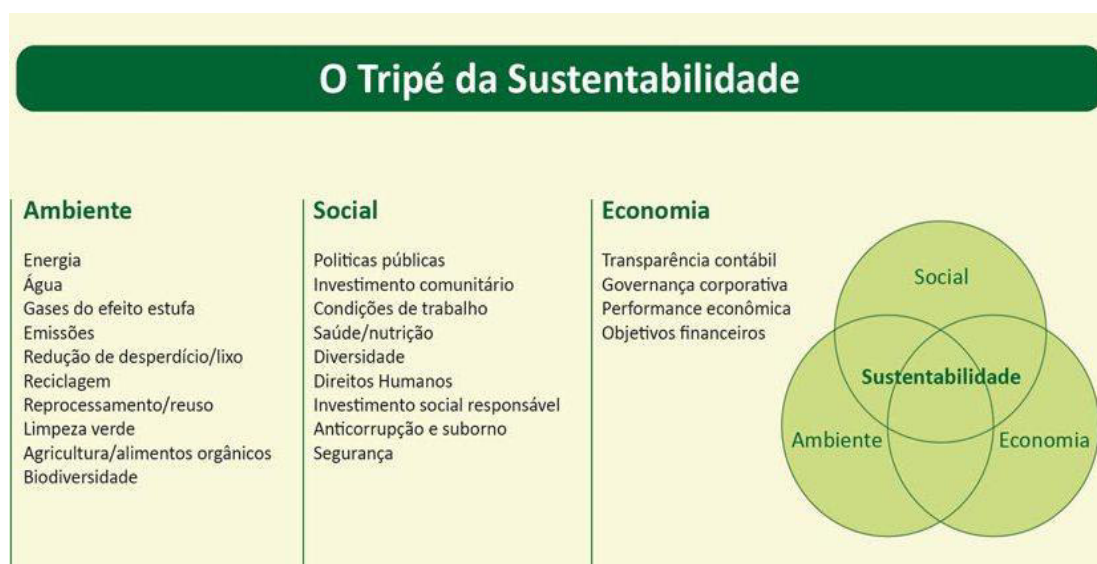 O Tripé da Sustentabilidade
Ambiente
Energia
Água
Gases do efeito estufa
Emissões
Redução de desperdício/lixo
Reciclagem
Reprocessamento/reuso
Limpeza verde
Agricultura/alimentos orgânicos
Biodiversidade
Social
Politicas públicas
Investimento comunitário
Condições de trabalho
Saúde/nutrição
Diversidade
Direitos Humanos
Investimento social responsável
Anticorrupção e suborno
Segurança
Economia
Transparência contábil
Governança corporativa
Performance econômica
Objetivos financeiros
Social
Sustentabilidade
Ambiente
Economia